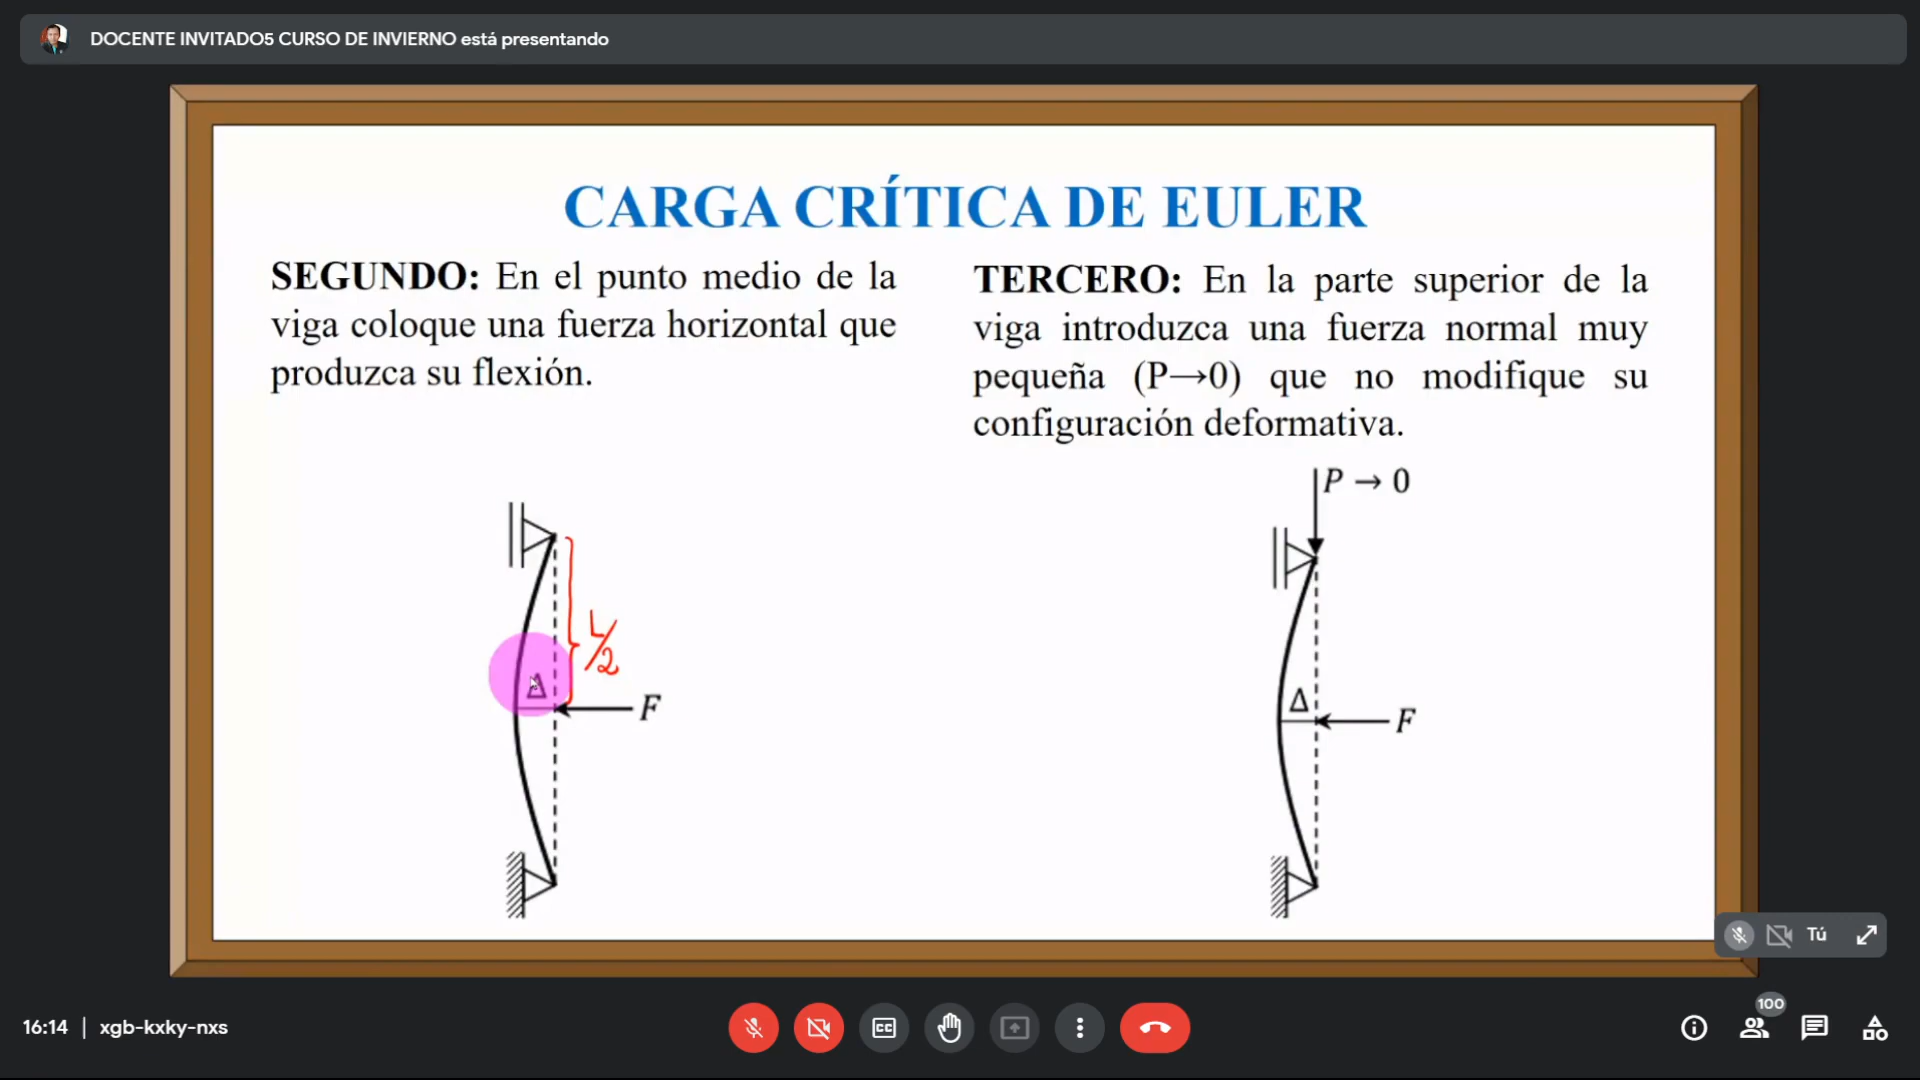 DOCENTE INVITADO5 CURSO DE INVIERNO está presentando
CARGA CRÍTICA DE EULER
SEGUNDO: En el punto medio de la
viga coloque una fuerza horizontal que
produzca su flexión.
TERCERO: En la parte superior de la
viga introduzca una fuerza normal muy
pequeña (P→0) que no modifique su
configuración deformativa.
L/2
Δ
F
P → 0
Δ
F
Tú
16:14 | xgb-kxky-nxs
CC
100